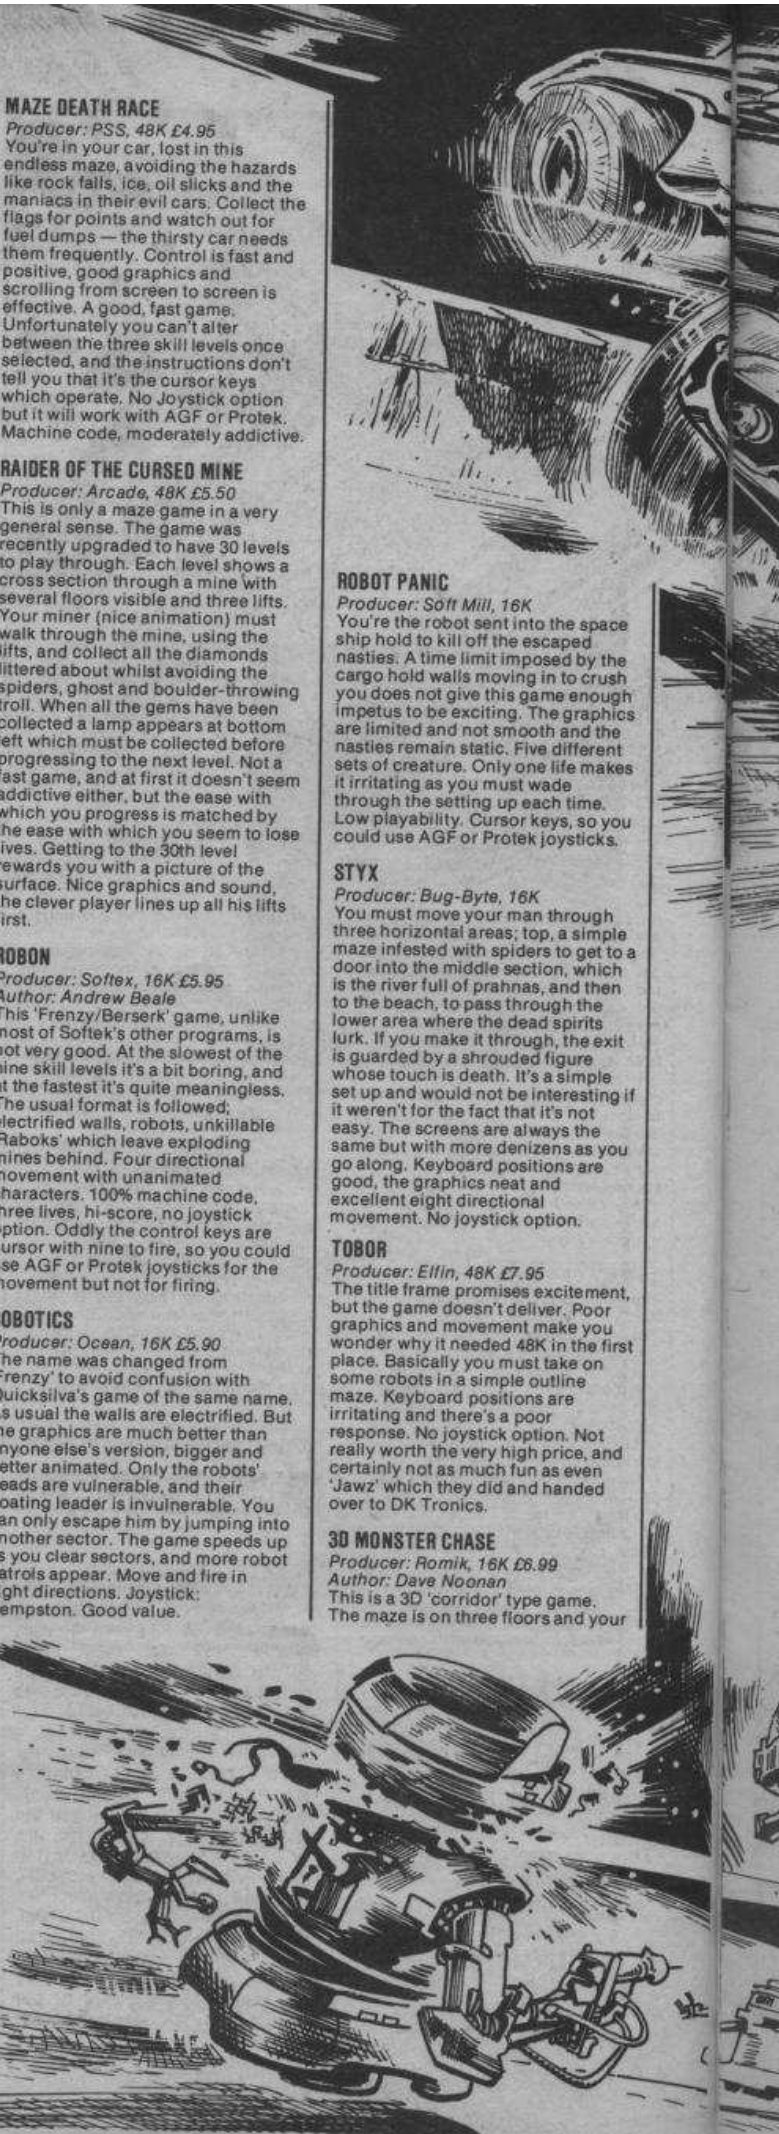 MAZE DEATH RACE
Producer: PSS, 48K £4.95
You're in your car, lost in this
endless maze, avoiding the hazards
like rock falls, ice, oil slicks and the
maniacs in their evil cars. Collect the
flags for points and watch out for
fuel dumps — the thirsty car needs
them frequently. Control is fast and
positive, good graphics and
scrolling from screen to screen is
effective. A good, fast game.
Unfortunately you can't alter
between the three skill levels once
selected, and the instructions don't
tell you that it's the cursor keys
which operate. No Joystick option
but it will work with AGF or Protek.
Machine code, moderately addictive.
RAIDER OF THE CURSED MINE
Producer: Arcade, 48K £5.50
This is only a maze game in a very
general sense. The game was
recently upgraded to have 30 levels
to play through. Each level shows a
cross section through a mine with
several floors visible and three lifts.
Your miner (nice animation) must
walk through the mine, using the
lifts, and collect all the diamonds
littered about whilst avoiding the
spiders, ghost and boulder-throwing
troll. When all the gems have been
collected a lamp appears at bottom
eft which must be collected before
progressing to the next level. Not a
fast game, and at first it doesn't seem
addictive either, but the ease with
which you progress is matched by
he ease with which you seem to lose
ives. Getting to the 30th level
ewards you with a picture of the
surface. Nice graphics and sound,
he clever player lines up all his lifts
irst.
ROBON
Producer: Softex, 16K £5.95
Author: Andrew Beale
This 'Frenzy/Berserk' game, unlike
most of Softek's other programs, is
not very good. At the slowest of the
nine skill levels it's a bit boring, and
t the fastest it's quite meaningless.
The usual format is followed;
lectrified walls, robots, unkillable
'Raboks' which leave exploding
mines behind. Four directional
movement with unanimated
haracters. 100% machine code,
hree lives, hi-score, no joystick
ption. Oddly the control keys are
ursor with nine to fire, so you could
se AGF or Protek joysticks for the
movement but not for firing.
OBOTICS
Producer: Ocean, 16K £5.90
he name was changed from
Frenzy' to avoid confusion with
Quicksilva's game of the same name.
s usual the walls are electrified. But
he graphics are much better than
nyone else's version, bigger and
etter animated. Only the robots'
eads are vulnerable, and their
oating leader is invulnerable. You
an only escape him by jumping into
nother sector. The game speeds up
s you clear sectors, and more robot
atrols appear. Move and fire in
ght directions. Joystick:
empston. Good value.
ROBOT PANIC
Producer: Soft Mill, 16K
You're the robot sent into the space
ship hold to kill off the escaped
nasties. A time limit imposed by the
cargo hold walls moving in to crush
you does not give this game enough
impetus to be exciting. The graphics
are limited and not smooth and the
nasties remain static. Five different
sets of creature. Only one life makes
it irritating as you must wade
through the setting up each time.
Low playability. Cursor keys, so you
could use AGF or Protek joysticks.
STYX
Producer: Bug-Byte, 16K
You must move your man through
three horizontal areas; top, a simple
maze infested with spiders to get to a
door into the middle section, which
is the river full of prahnas, and then
to the beach, to pass through the
lower area where the dead spirits
lurk. If you make it through, the exit
is guarded by a shrouded figure
whose touch is death. It's a simple
set up and would not be interesting if
it weren't for the fact that it's not
easy. The screens are always the
same but with more denizens as you
go along. Keyboard positions are
good, the graphics neat and
excellent eight directional
movement. No joystick option.
TOBOR
Producer: Elfin, 48K £7.95
The title frame promises excitement,
but the game doesn't deliver. Poor
graphics and movement make you
wonder why it needed 48K in the first
place. Basically you must take on
some robots in a simple outline
maze. Keyboard positions are
irritating and there's a poor
response. No joystick option. Not
really worth the very high price, and
certainly not as much fun as even
'Jawz' which they did and handed
over to DK Tronics.
3D MONSTER CHASE
Producer: Romik, 16K £6.99
Author: Dave Noonan
This is a 3D 'corridor' type game.
The maze is on three floors and your